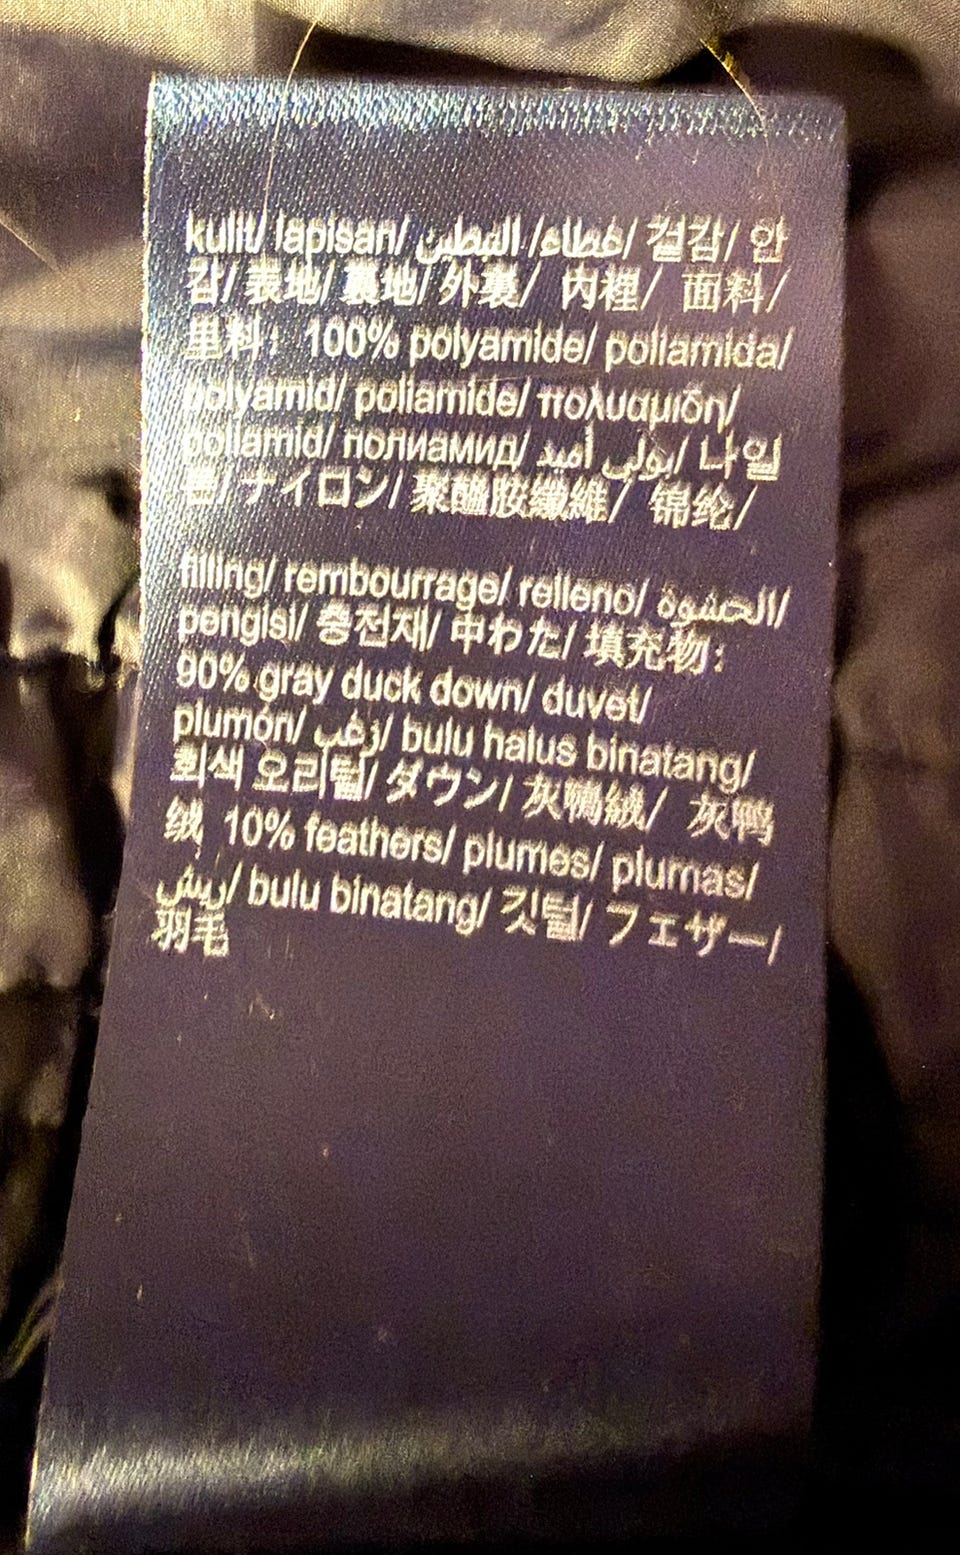 kulit/ lapisan/ التبطين /غطاء/ 겉감/ 안
감/ 表地/ 裏地/ 外裏/ 內裡/ 面料/
里料: 100% polyamide/ poliamida/
polyamid/ poliamide/ πολυαμιδη/
poliamid/ полиамид/ بولي أميد/ 나일
론/ ナイロン/ 聚醯胺纖維/ 锦纶/
filling/ rembourrage/ relleno/ الحشوة/
pengisi/ 충전재/ 中わた/ 填充物:
90% gray duck down/ duvet/
plumón/ زغب/ bulu halus binatang/
회색 오리털/ ダウン/ 灰鴨絨/ 灰鸭
绒, 10% feathers/ plumes/ plumas/
ريش/ bulu binatang/ 깃털/ フェザー/
羽毛